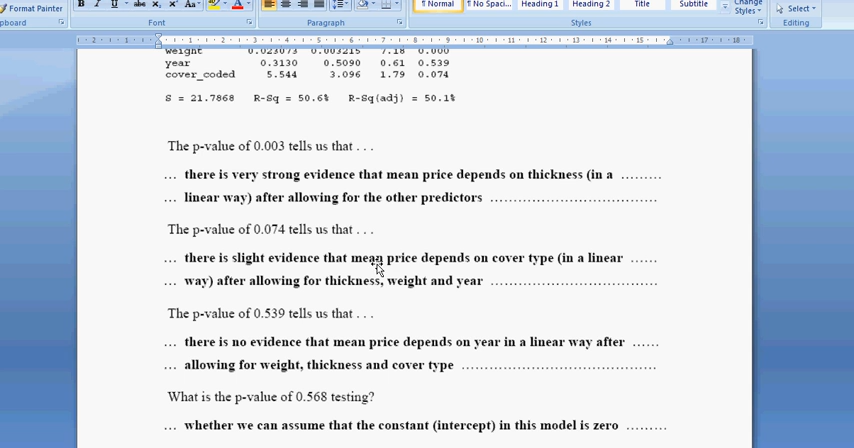 Format Painter
Clipboard
Font
Paragraph
¶ Normal
¶ No Spaci...
Heading 1
Heading 2
Title
Subtitle
Change
Styles
Styles
Select
Editing
weight 0.023073 0.003215 7.18 0.000
year 0.3130 0.5090 0.61 0.539
cover_coded 5.544 3.096 1.79 0.074
S = 21.7868 R-Sq = 50.6% R-Sq(adj) = 50.1%
The p-value of 0.003 tells us that . . .
... there is very strong evidence that mean price depends on thickness (in a .........
... linear way) after allowing for the other predictors .....................................
The p-value of 0.074 tells us that . . .
... there is slight evidence that mean price depends on cover type (in a linear ......
... way) after allowing for thickness, weight and year .....................................
The p-value of 0.539 tells us that . . .
... there is no evidence that mean price depends on year in a linear way after ......
... allowing for weight, thickness and cover type ...........................................
What is the p-value of 0.568 testing?
... whether we can assume that the constant (intercept) in this model is zero .........